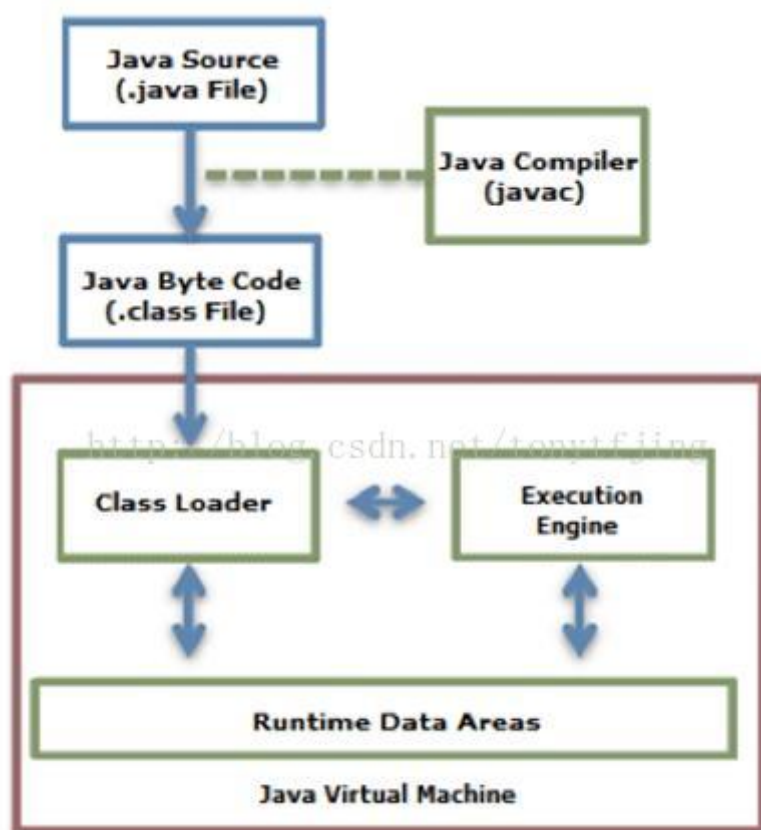 Java Source
(.java File)
Java Compiler
(javac)
Java Byte Code
(.class File)
http://blog.csdn.net/tonytfjing
Class Loader
Execution
Engine
Runtime Data Areas
Java Virtual Machine